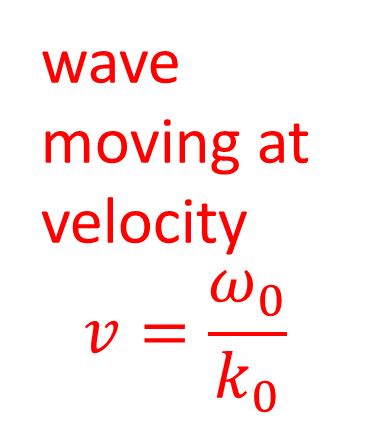 wave
moving at
velocity
𝑣 = 𝜔₀/𝑘₀